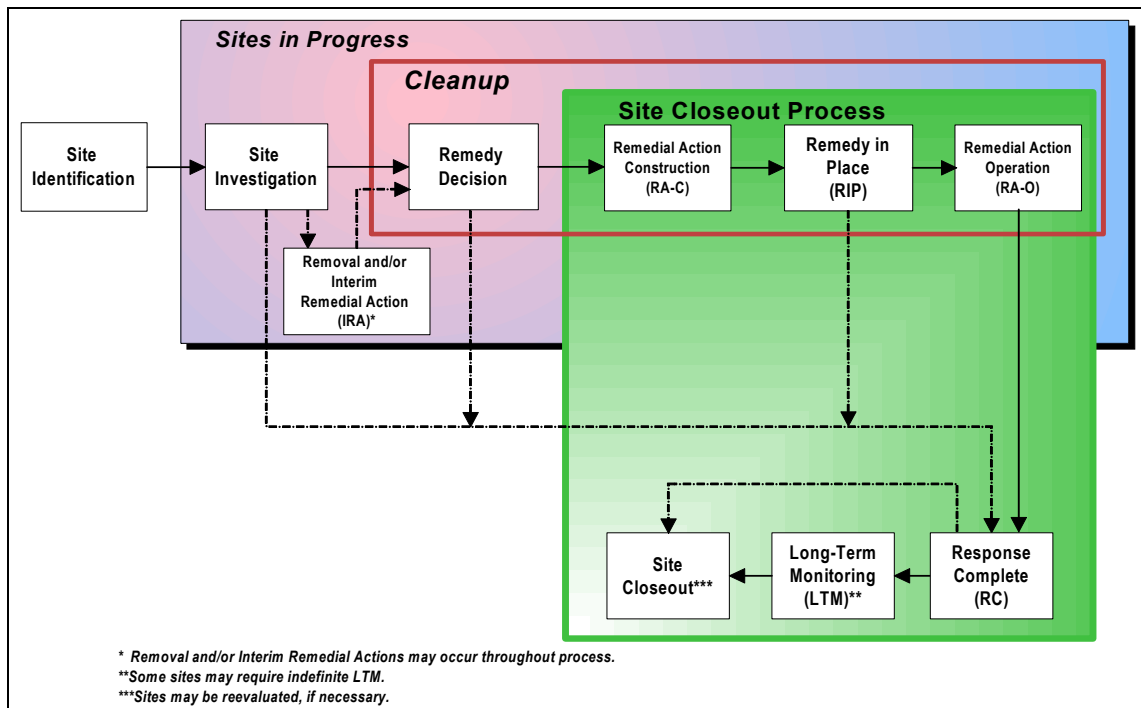 Sites in Progress
Cleanup
Site Closeout Process
Site
Identification
Site
Investigation
Remedy
Decision
Remedial Action
Construction
(RA-C)
Remedy in
Place
(RIP)
Remedial Action
Operation
(RA-O)
Removal and/or
Interim
Remedial Action
(IRA)*
Site
Closeout***
Long-Term
Monitoring
(LTM)**
Response
Complete
(RC)
* Removal and/or Interim Remedial Actions may occur throughout process.
**Some sites may require indefinite LTM.
***Sites may be reevaluated, if necessary.